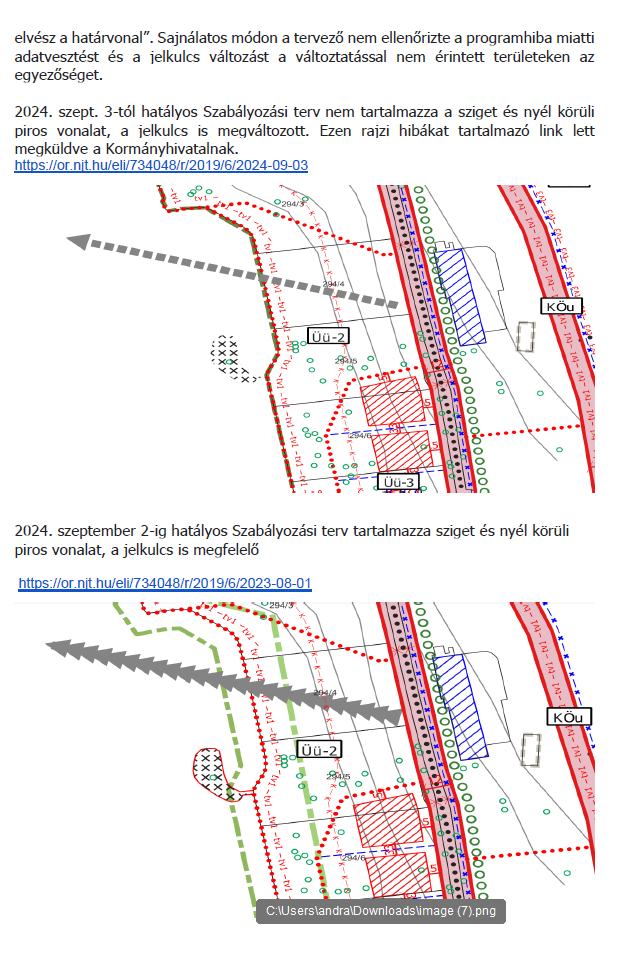 elvész a határvonal”. Sajnálatos módon a tervező nem ellenőrizte a programhiba miatti
adatvesztést és a jelkulcs változást a változtatással nem érintett területeken az
egyezőséget.
2024. szept. 3-tól hatályos Szabályozási terv nem tartalmazza a sziget és nyél körüli
piros vonalat, a jelkulcs is megváltozott. Ezen rajzi hibákat tartalmazó link lett
megküldve a Kormányhivatalnak.
https://or.njt.hu/eli/734048/r/2019/6/2024-09-03
294/3
294/4
KÖu
Üü-2
294/5
5
294/6
5
Üü-3
2024. szeptember 2-ig hatályos Szabályozási terv tartalmazza sziget és nyél körüli
piros vonalat, a jelkulcs is megfelelő
https://or.njt.hu/eli/734048/r/2019/6/2023-08-01
294/3
294/4
KÖu
Üü-2
294/5
5
294/6
5
C:\Users\andra\Downloads\image (7).png